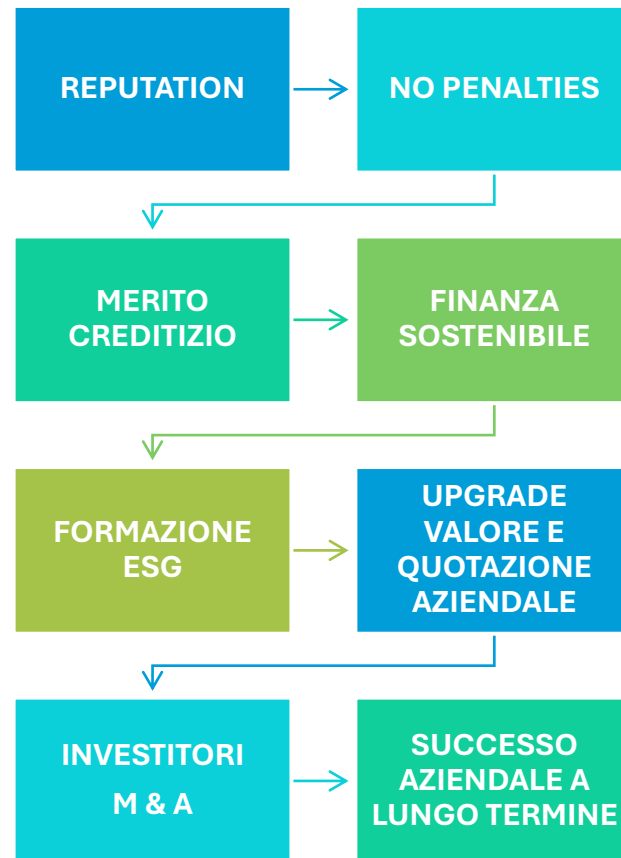 REPUTATION
NO PENALTIES
MERITO
CREDITIZIO
FINANZA
SOSTENIBILE
FORMAZIONE
ESG
UPGRADE
VALORE E
QUOTAZIONE
AZIENDALE
INVESTITORI
M & A
SUCCESSO
AZIENDALE A
LUNGO TERMINE